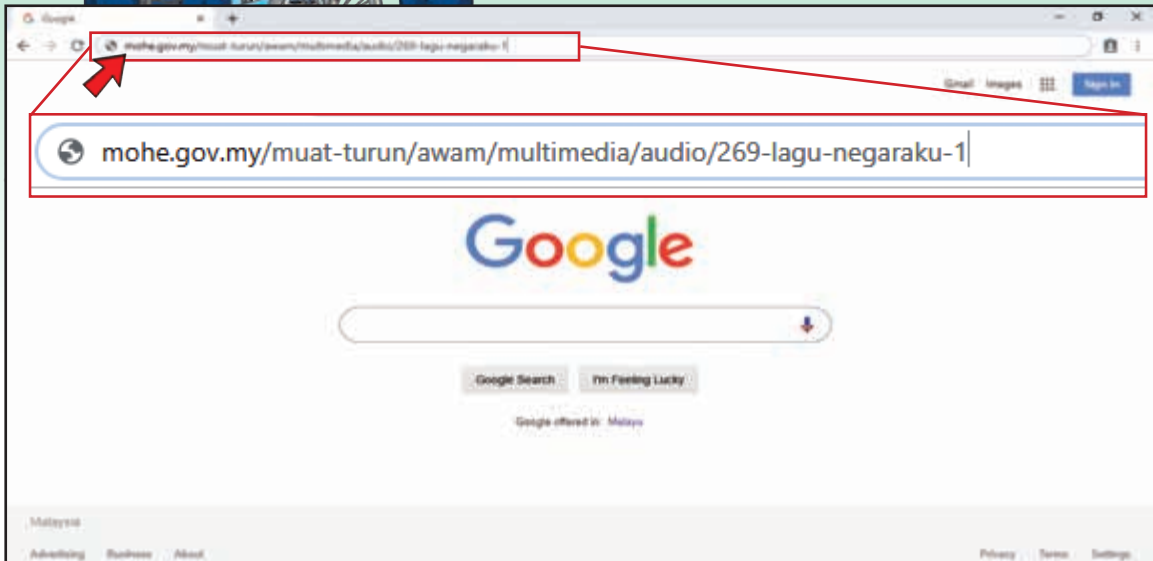 Google
mohe.gov.my/muat-turun/awam/multimedia/audio/269-lagu-negaraku-1
Gmail Images Sign in
mohe.gov.my/muat-turun/awam/multimedia/audio/269-lagu-negaraku-1
Google
Google Search I'm Feeling Lucky
Google offered in: Melayu
Malaysia
Advertising Business About Privacy Terms Settings